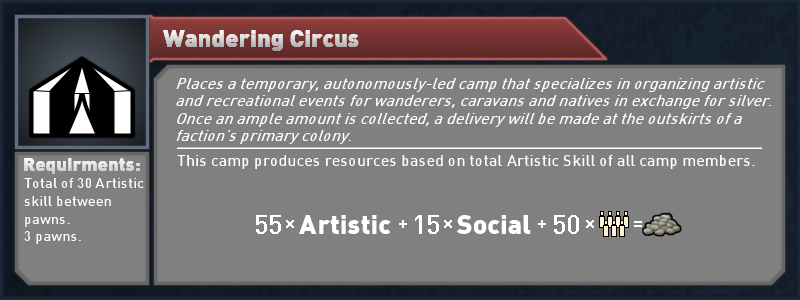 Wandering Circus
Places a temporary, autonomously-led camp that specializes in organizing artistic
and recreational events for wanderers, caravans and natives in exchange for silver.
Once an ample amount is collected, a delivery will be made at the outskirts of a
faction's primary colony.
This camp produces resources based on total Artistic Skill of all camp members.
55× Artistic + 15× Social + 50 × =
Requirments:
Total of 30 Artistic
skill between
pawns.
3 pawns.